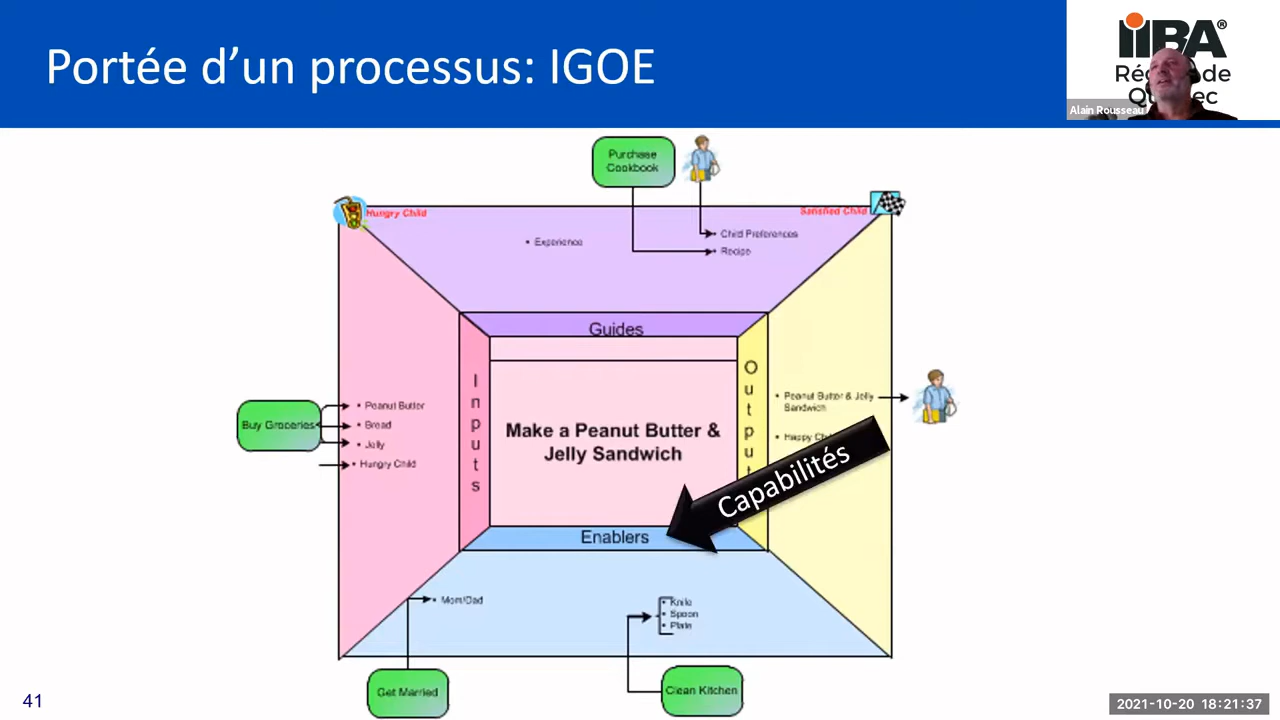 Portée d’un processus: IGOE
IIBA®
Région de
Québec
Alain Rousseau
Purchase
Cookbook
Hungry Child
Satisfied Child
• Experience
• Child Preferences
• Recipe
Guides
Inputs
Outputs
Buy Groceries
• Peanut Butter
• Bread
• Jelly
• Hungry Child
Make a Peanut Butter &
Jelly Sandwich
• Peanut Butter & Jelly
Sandwich
• Happy
Capabilités
Enablers
• Mom/Dad
• Knife
• Spoon
• Plate
Get Married
Clean Kitchen
41
2021-10-20 18:21:37